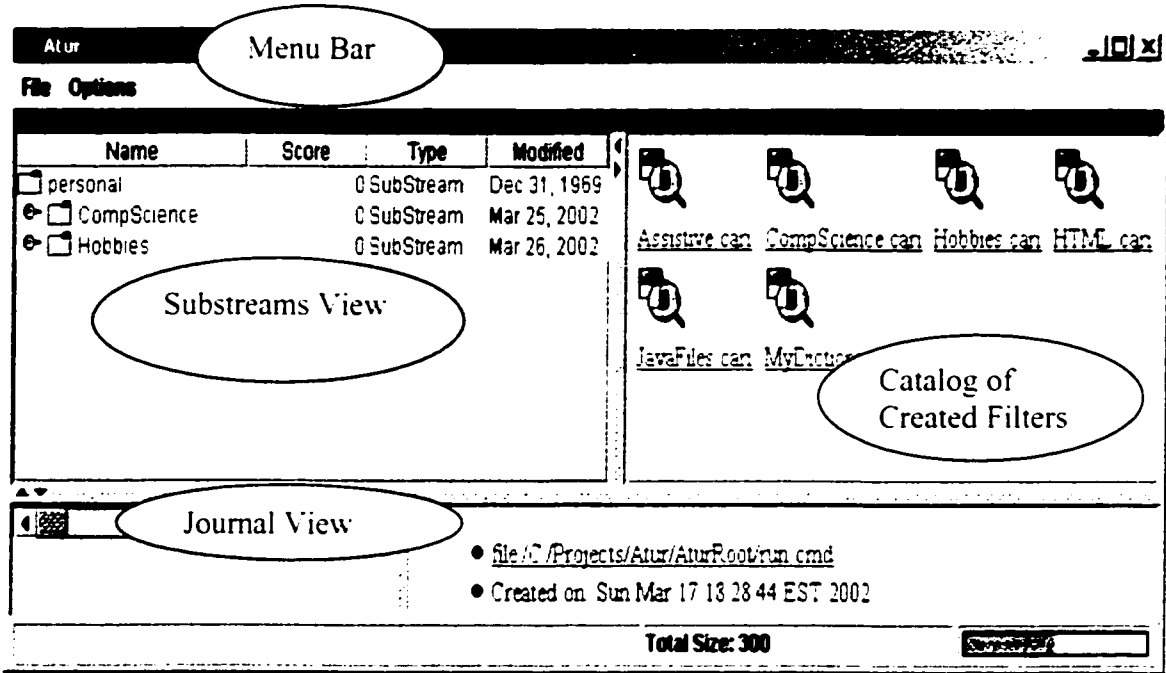 Atur
Menu Bar
File Options
Name Score Type Modified
personal 0 SubStream Dec 31, 1969
CompScience 0 SubStream Mar 25, 2002
Hobbies 0 SubStream Mar 26, 2002
Substreams View
Assistive.can CompScience.can Hobbies.can HTML.can
JavaFiles.can
Catalog of
Created Filters
Journal View
file:/C:/Projects/Atur/AturRoot/run.cmd
Created on: Sun Mar 17 18:28:44 EST 2002
Total Size: 300